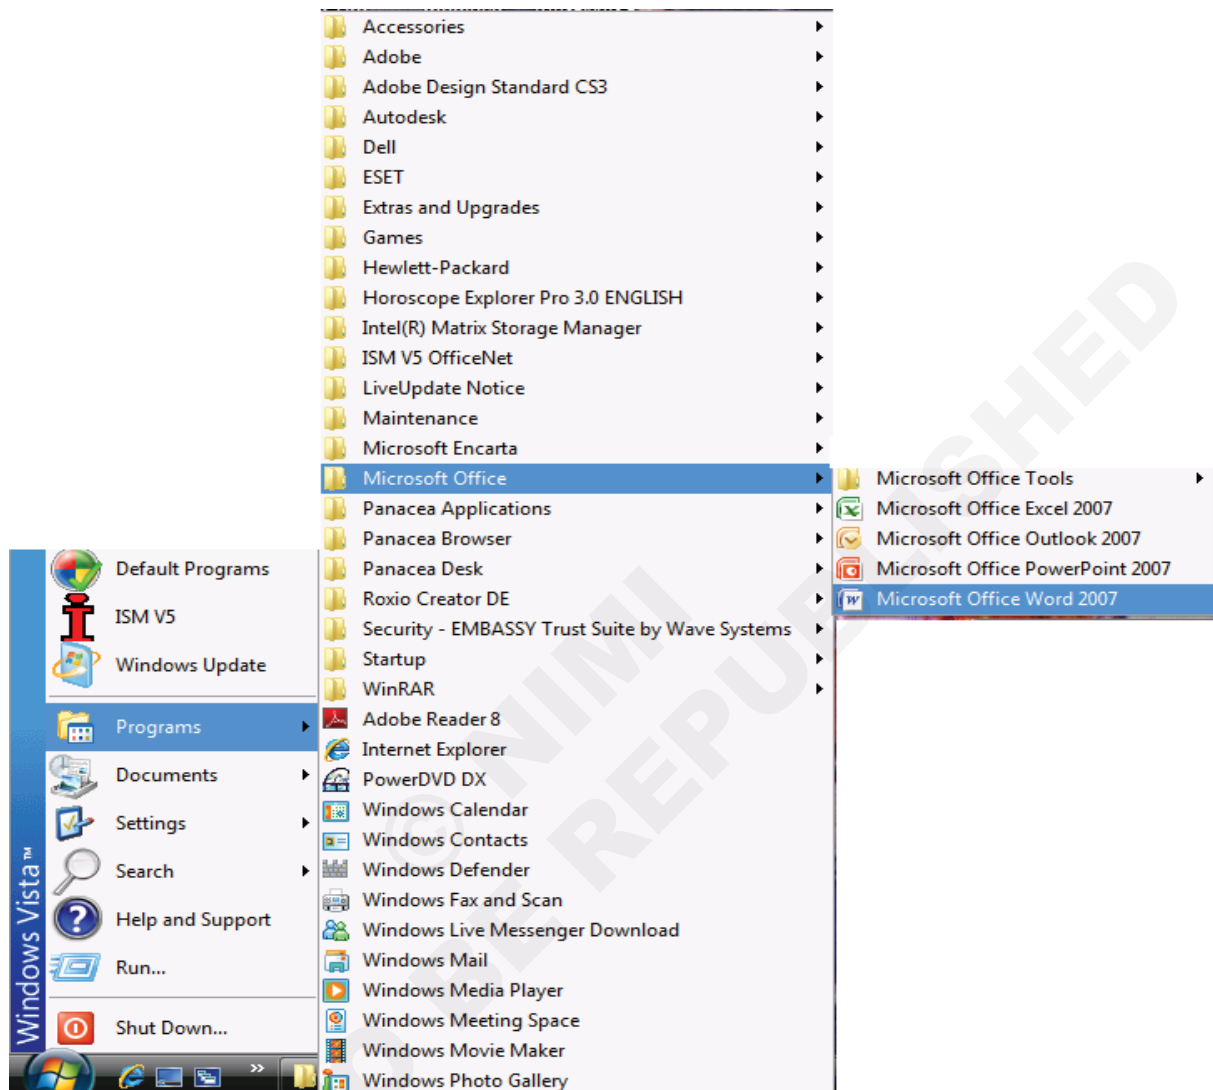 Accessories
Adobe
Adobe Design Standard CS3
Autodesk
Dell
ESET
Extras and Upgrades
Games
Hewlett-Packard
Horoscope Explorer Pro 3.0 ENGLISH
Intel(R) Matrix Storage Manager
ISM V5 OfficeNet
LiveUpdate Notice
Maintenance
Microsoft Encarta
Microsoft Office
Panacea Applications
Panacea Browser
Panacea Desk
Roxio Creator DE
Security - EMBASSY Trust Suite by Wave Systems
Startup
WinRAR
Adobe Reader 8
Internet Explorer
PowerDVD DX
Windows Calendar
Windows Contacts
Windows Defender
Windows Fax and Scan
Windows Live Messenger Download
Windows Mail
Windows Media Player
Windows Meeting Space
Windows Movie Maker
Windows Photo Gallery
Microsoft Office Tools
Microsoft Office Excel 2007
Microsoft Office Outlook 2007
Microsoft Office PowerPoint 2007
Microsoft Office Word 2007
Default Programs
ISM V5
Windows Update
Programs
Documents
Settings
Search
Help and Support
Run...
Shut Down...
Windows Vista™
© NIMI
O BE REPUBLISHED